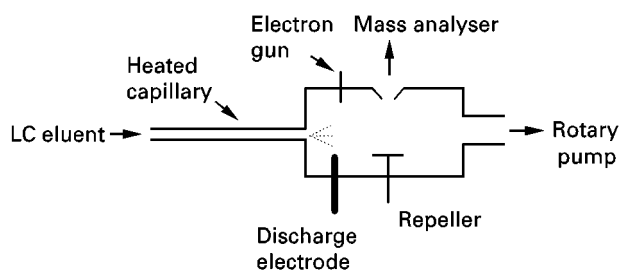 Electron
gun
Mass analyser
Heated
capillary
LC eluent
Rotary
pump
Repeller
Discharge
electrode